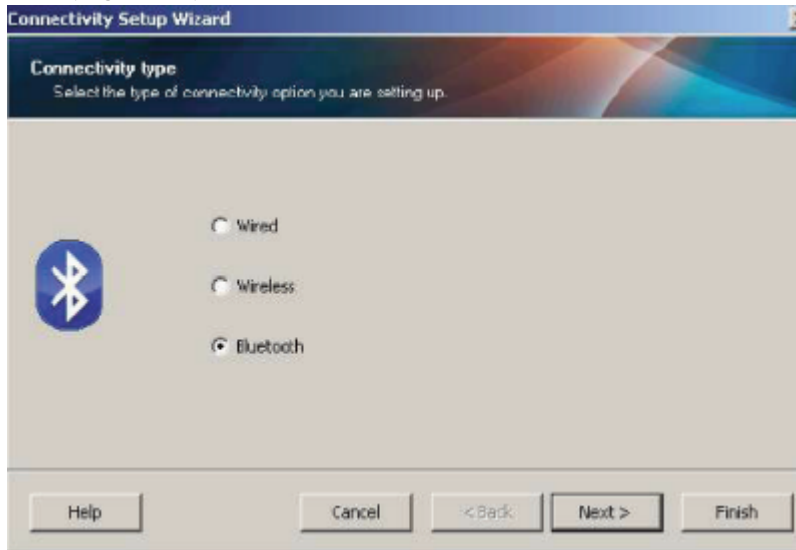 Connectivity Setup Wizard
Connectivity type
Select the type of connectivity option you are setting up.
Wired
Wireless
Bluetooth
Help
Cancel
< Back
Next >
Finish